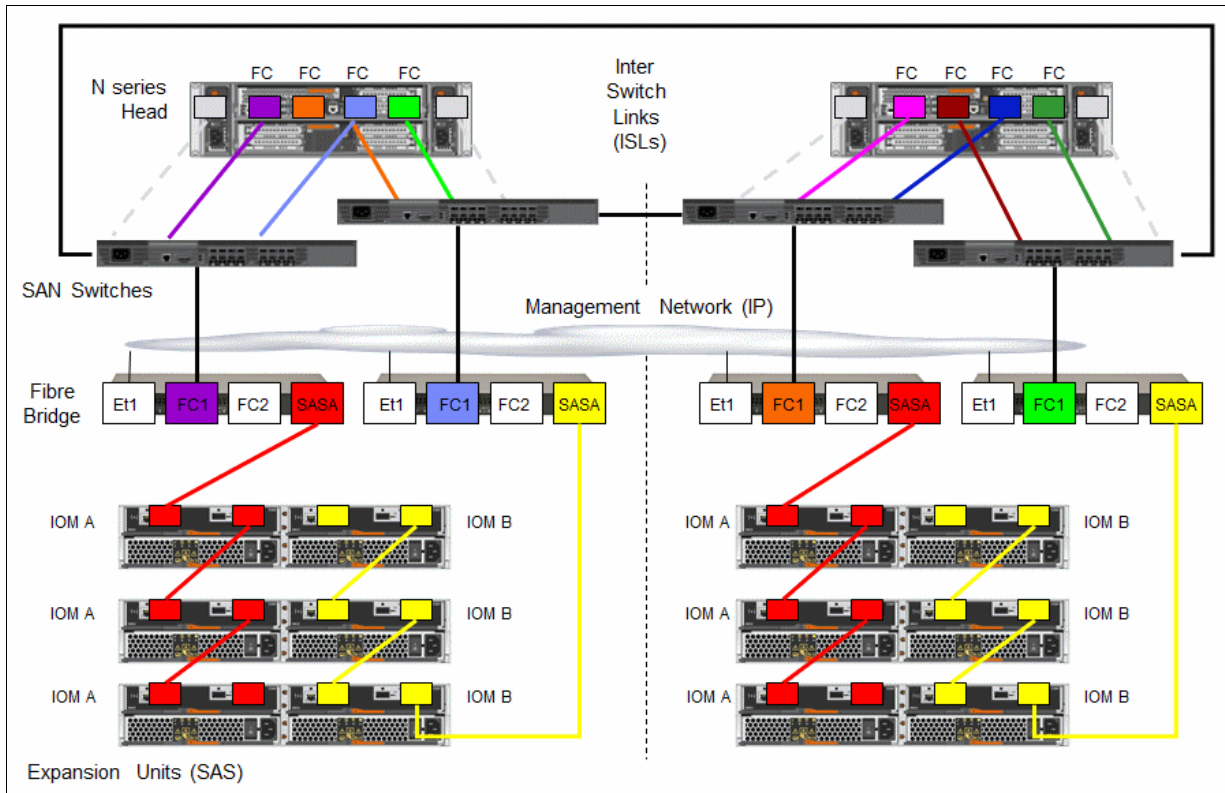 FC FC FC FC
N series
Head
Inter
Switch
Links
(ISLs)
FC FC FC FC
SAN Switches
Management Network (IP)
Fibre
Bridge
Et1 FC1 FC2 SASA
Et1 FC1 FC2 SASA
Et1 FC1 FC2 SASA
Et1 FC1 FC2 SASA
IOM A IOM B
IOM A IOM B
IOM A IOM B
IOM A IOM B
IOM A IOM B
IOM A IOM B
Expansion Units (SAS)